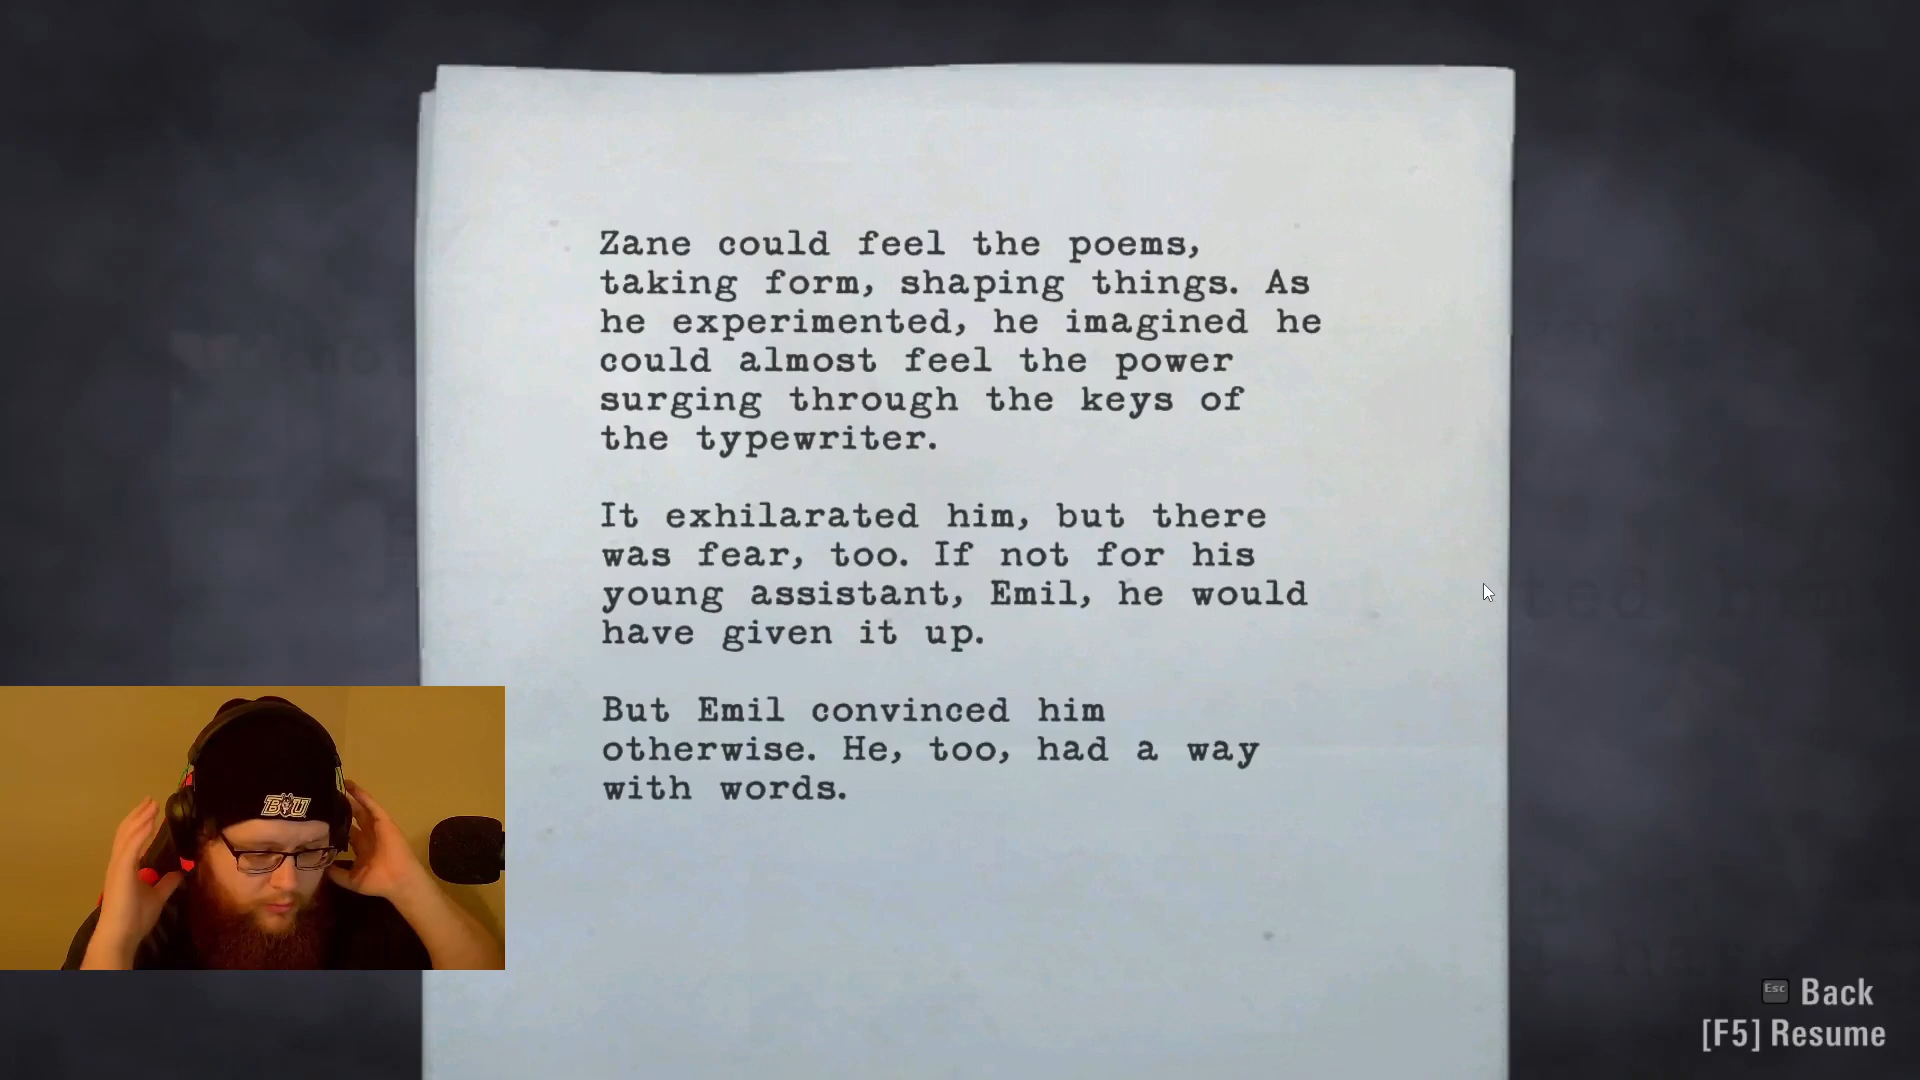 Zane could feel the poems,
taking form, shaping things. As
he experimented, he imagined he
could almost feel the power
surging through the keys of
the typewriter.
It exhilarated him, but there
was fear, too. If not for his
young assistant, Emil, he would
have given it up.
But Emil convinced him
otherwise. He, too, had a way
with words.
BU
Esc Back
[F5] Resume